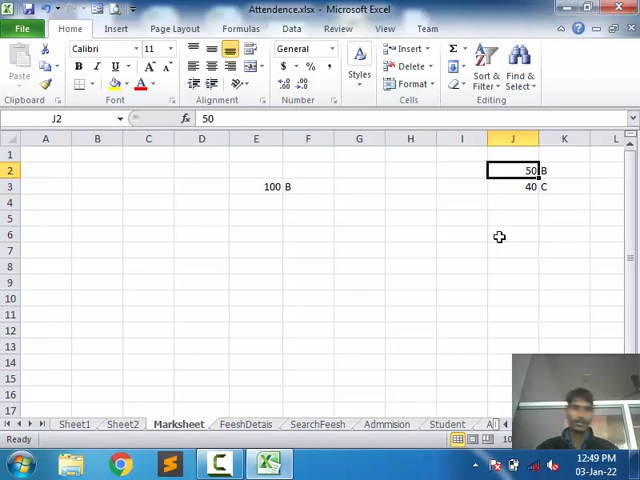 Attendence.xlsx - Microsoft Excel
File Home Insert Page Layout Formulas Data Review View Team
Paste Calibri 11 General Styles Insert Σ Sort & Filter Find & Select
B I U A A $ % , Delete
Format
Clipboard Font Alignment Number Cells Editing
J2 fx 50
A B C D E F G H I J K L
1
2 50 B
3 100 B 40 C
4
5
6
7
8
9
10
11
12
13
14
15
16
17
Sheet1 Sheet2 Marksheet FeeshDetais SearchFeesh Admmision Student
Ready 10
12:49 PM
03-Jan-22